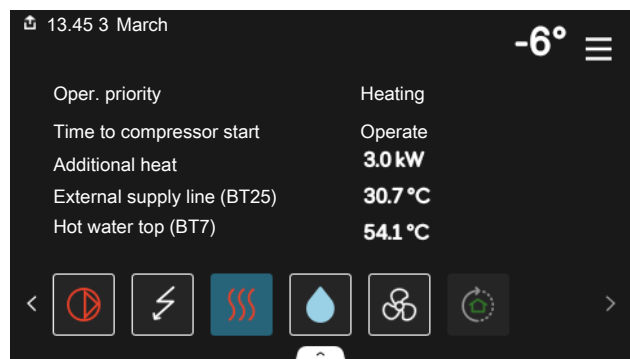 13.45 3 March
-6°
Oper. priority Heating
Time to compressor start Operate
Additional heat 3.0 kW
External supply line (BT25) 30.7 °C
Hot water top (BT7) 54.1 °C